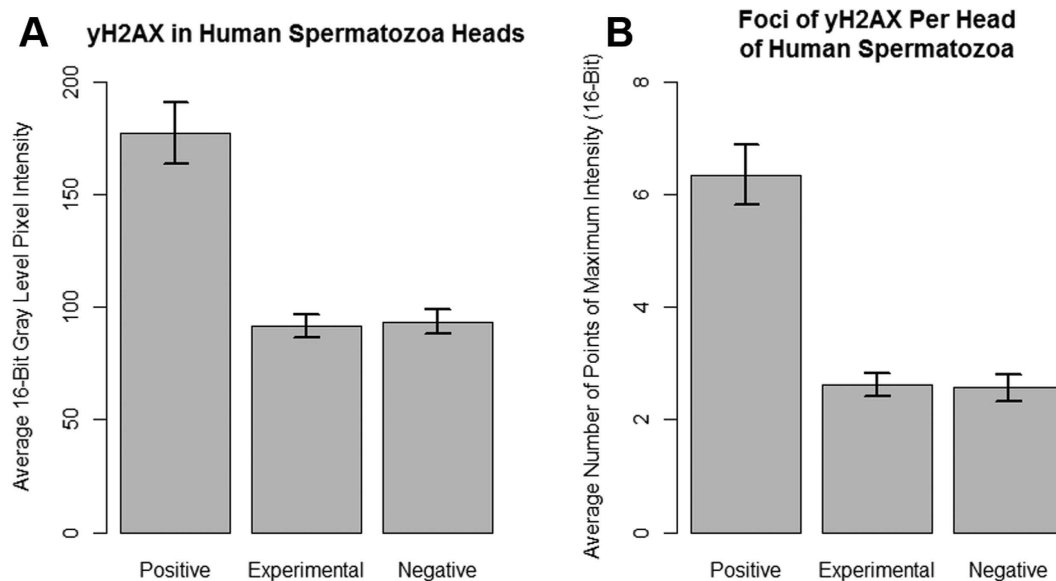 A
yH2AX in Human Spermatozoa Heads
Average 16-Bit Gray Level Pixel Intensity
200
150
100
50
0
Positive Experimental Negative
B
Foci of yH2AX Per Head
of Human Spermatozoa
Average Number of Points of Maximum Intensity (16-Bit)
8
6
4
2
0
Positive Experimental Negative